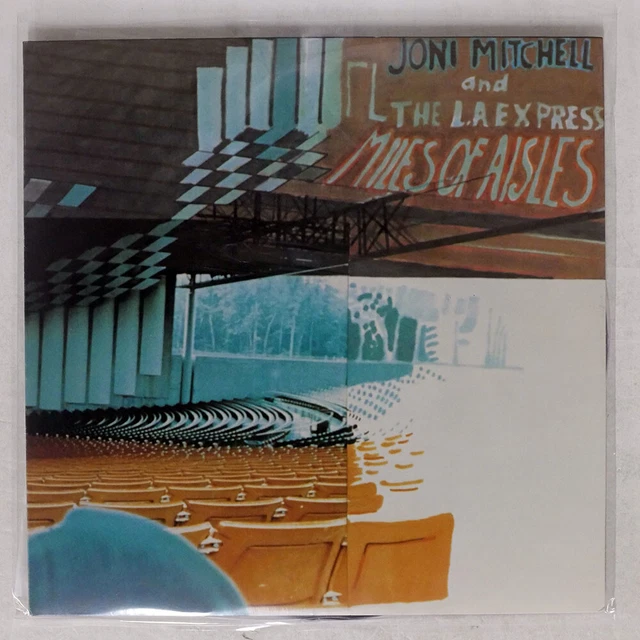 JONI MITCHELL
and
THE L.A EXPRESS
MILES OF AISLES